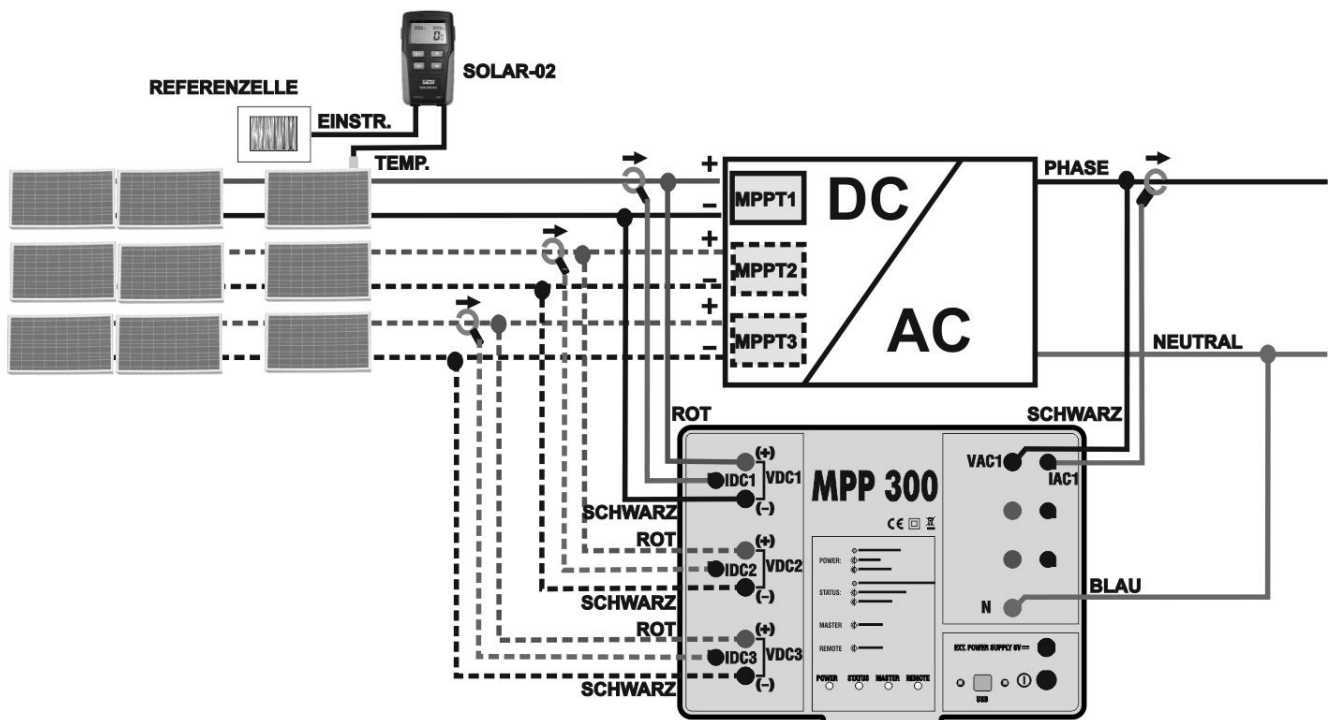 SOLAR-02
REFERENZELLE
EINSTR.
TEMP.
+
−
MPPT1
+
−
MPPT2
+
−
MPPT3
DC
AC
PHASE
NEUTRAL
ROT
SCHWARZ
MPP 300
CE
(+)
IDC1
VDC1
(−)
SCHWARZ
ROT
(+)
IDC2
VDC2
(−)
SCHWARZ
ROT
(+)
IDC3
VDC3
(−)
SCHWARZ
POWER:
STATUS:
MASTER
REMOTE
POWER STATUS MASTER REMOTE
VAC1
IAC1
N
BLAU
EXT. POWER SUPPLY 5V
USB